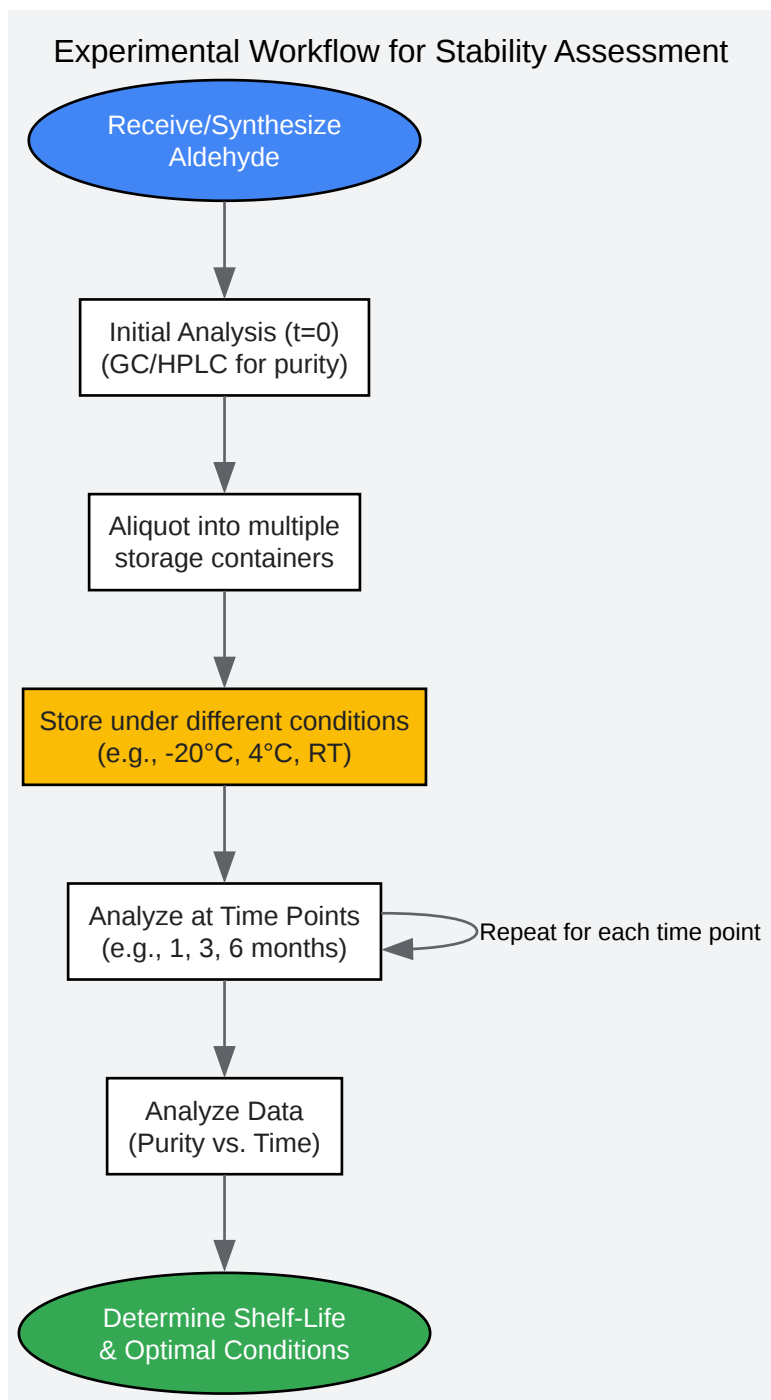 Experimental Workflow for Stability Assessment
Receive/Synthesize
Aldehyde
Initial Analysis (t=0)
(GC/HPLC for purity)
Aliquot into multiple
storage containers
Store under different conditions
(e.g., -20°C, 4°C, RT)
Analyze at Time Points
(e.g., 1, 3, 6 months)
Repeat for each time point
Analyze Data
(Purity vs. Time)
Determine Shelf-Life
& Optimal Conditions